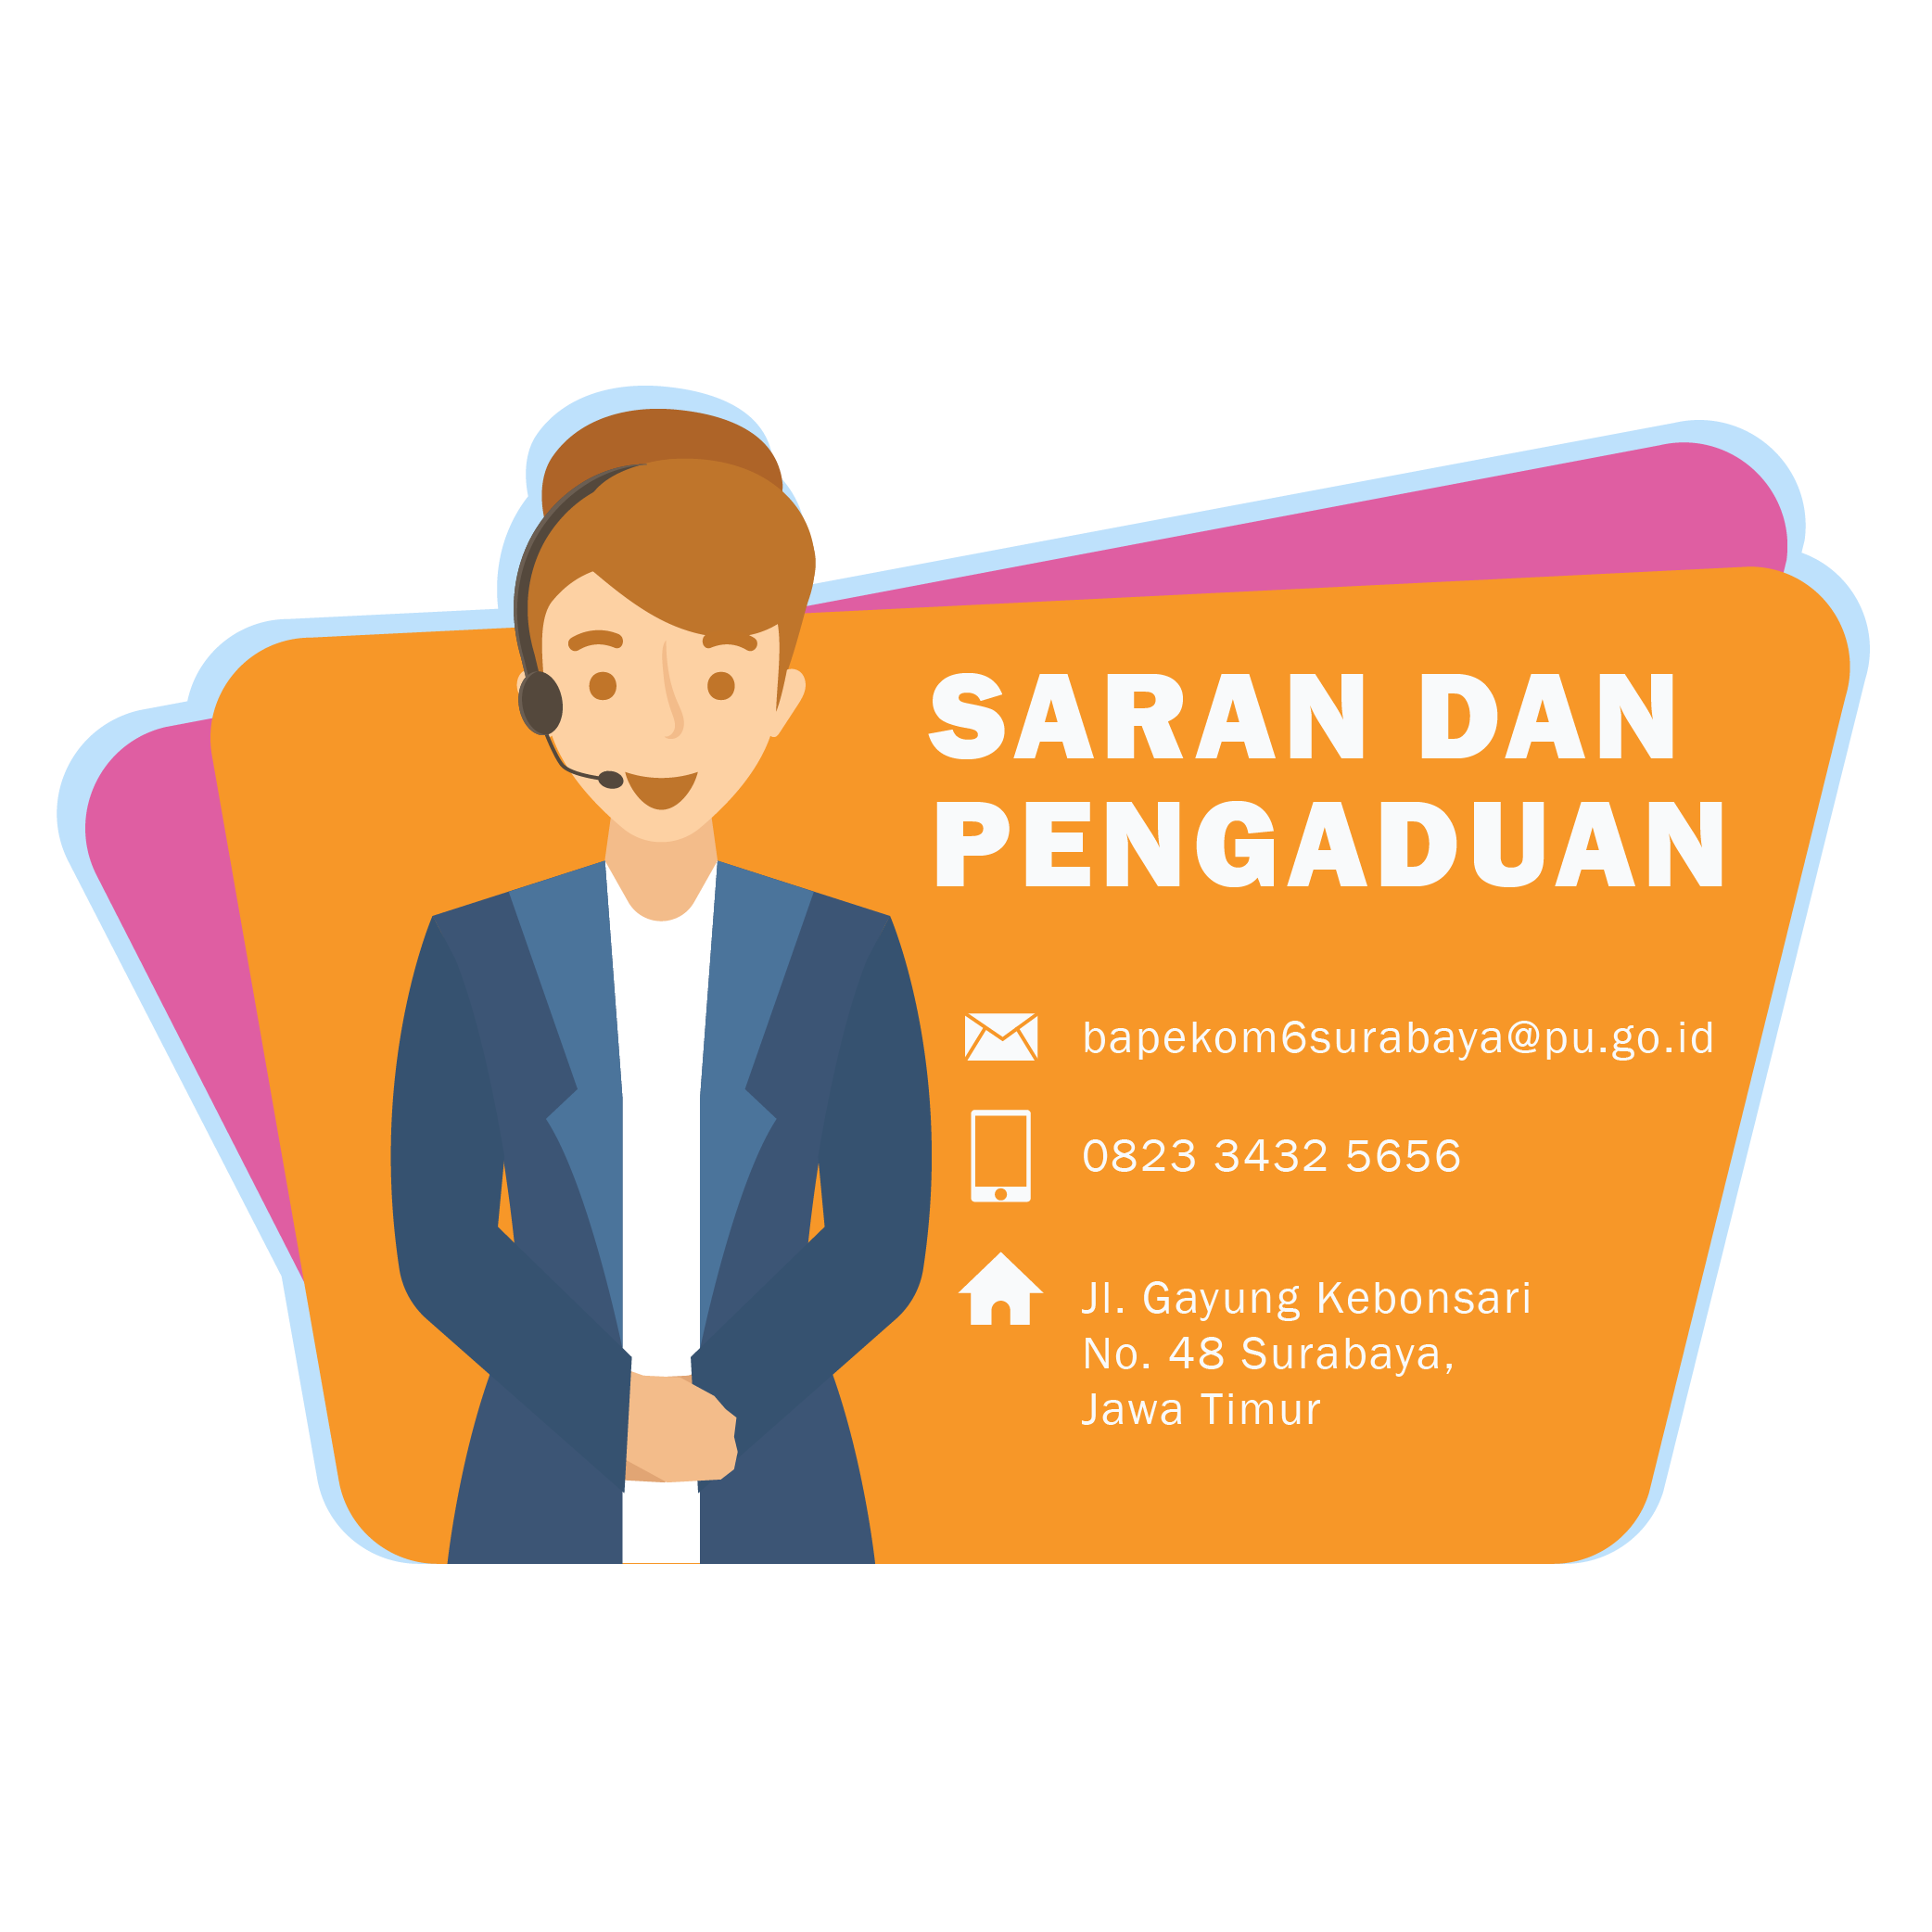 SARAN DAN
PENGADUAN
bapekom6surabaya@pu.go.id
0823 3432 5656
Jl. Gayung Kebonsari
No. 48 Surabaya,
Jawa Timur